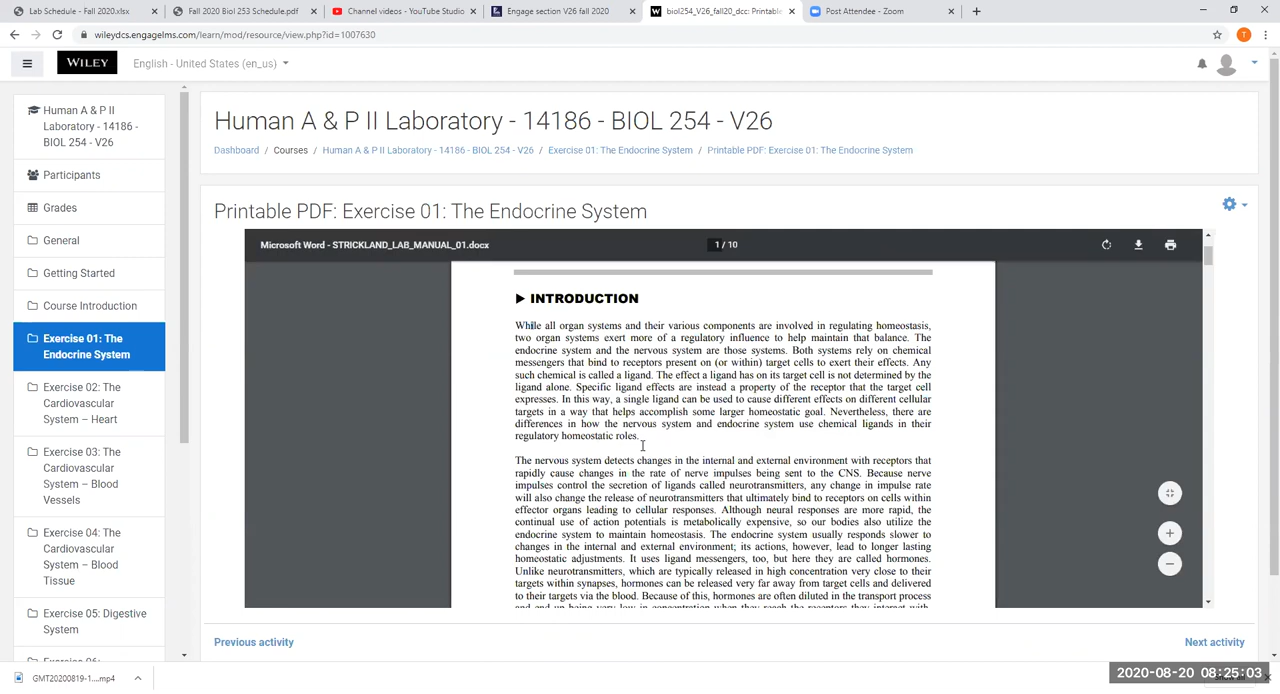 Lab Schedule - Fall 2020.xlsx
Fall 2020 Biol 253 Schedule.pdf
Channel videos - YouTube Studio
Engage section V26 fall 2020
biol254_V26_fall20_dcc: Printable
Post Attendee - Zoom
wileydcs.engagelms.com/learn/mod/resource/view.php?id=1007630
T
WILEY
English - United States (en_us)
Human A & P II
Laboratory - 14186 -
BIOL 254 - V26
Participants
Grades
General
Getting Started
Course Introduction
Exercise 01: The
Endocrine System
Exercise 02: The
Cardiovascular
System – Heart
Exercise 03: The
Cardiovascular
System – Blood
Vessels
Exercise 04: The
Cardiovascular
System – Blood
Tissue
Exercise 05: Digestive
System
Human A & P II Laboratory - 14186 - BIOL 254 - V26
Dashboard / Courses / Human A & P II Laboratory - 14186 - BIOL 254 - V26 / Exercise 01: The Endocrine System / Printable PDF: Exercise 01: The Endocrine System
Printable PDF: Exercise 01: The Endocrine System
Microsoft Word - STRICKLAND_LAB_MANUAL_01.docx
1 / 10
► INTRODUCTION
While all organ systems and their various components are involved in regulating homeostasis,
two organ systems exert more of a regulatory influence to help maintain that balance. The
endocrine system and the nervous system are those systems. Both systems rely on chemical
messengers that bind to receptors present on (or within) target cells to exert their effects. Any
such chemical is called a ligand. The effect a ligand has on its target cell is not determined by the
ligand alone. Specific ligand effects are instead a property of the receptor that the target cell
expresses. In this way, a single ligand can be used to cause different effects on different cellular
targets in a way that helps accomplish some larger homeostatic goal. Nevertheless, there are
differences in how the nervous system and endocrine system use chemical ligands in their
regulatory homeostatic roles.
The nervous system detects changes in the internal and external environment with receptors that
rapidly cause changes in the rate of nerve impulses being sent to the CNS. Because nerve
impulses control the secretion of ligands called neurotransmitters, any change in impulse rate
will also change the release of neurotransmitters that ultimately bind to receptors on cells within
effector organs leading to cellular responses. Although neural responses are more rapid, the
continual use of action potentials is metabolically expensive, so our bodies also utilize the
endocrine system to maintain homeostasis. The endocrine system usually responds slower to
changes in the internal and external environment; its actions, however, lead to longer lasting
homeostatic adjustments. It uses ligand messengers, too, but here they are called hormones.
Unlike neurotransmitters, which are typically released in high concentration very close to their
targets within synapses, hormones can be released very far away from target cells and delivered
to their targets via the blood. Because of this, hormones are often diluted in the transport process
and end up being very low in concentration when they reach the receptors they interact with.
Previous activity
Next activity
GMT20200819-1....mp4
2020-08-20 08:25:03